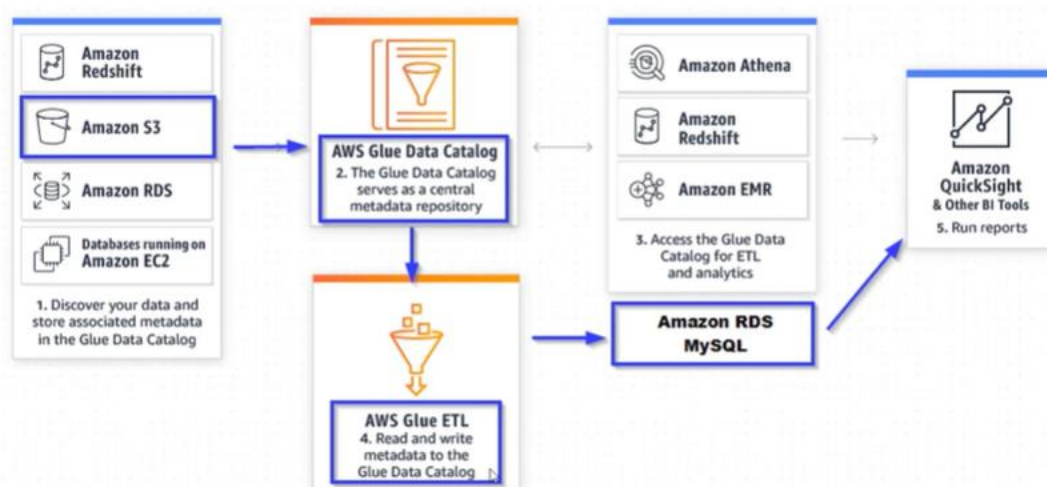 Amazon
Redshift
Amazon S3
Amazon RDS
Databases running on
Amazon EC2
1. Discover your data and
store associated metadata
in the Glue Data Catalog
AWS Glue Data Catalog
2. The Glue Data Catalog
serves as a central
metadata repository
AWS Glue ETL
4. Read and write
metadata to the
Glue Data Catalog
Amazon Athena
Amazon
Redshift
Amazon EMR
3. Access the Glue Data
Catalog for ETL
and analytics
Amazon RDS
MySQL
Amazon
QuickSight
& Other BI Tools
5. Run reports